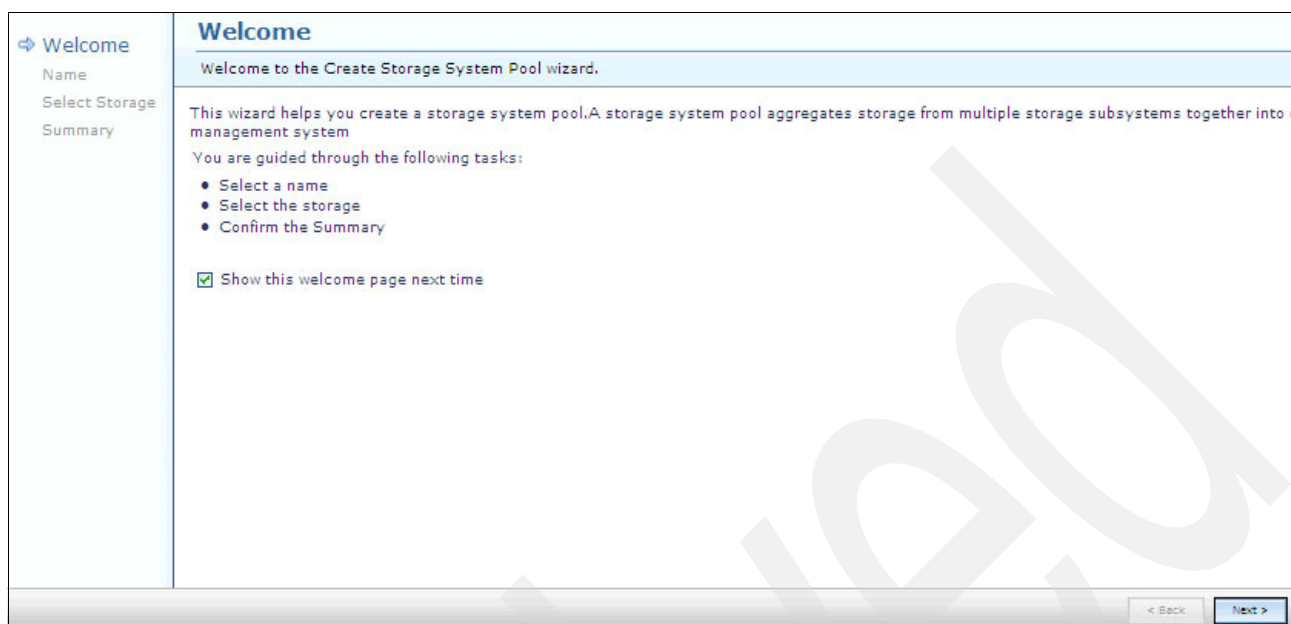 Welcome
Name
Select Storage
Summary
Welcome
Welcome to the Create Storage System Pool wizard.
This wizard helps you create a storage system pool.A storage system pool aggregates storage from multiple storage subsystems together into
management system
You are guided through the following tasks:
Select a name
Select the storage
Confirm the Summary
Show this welcome page next time
< Back
Next >